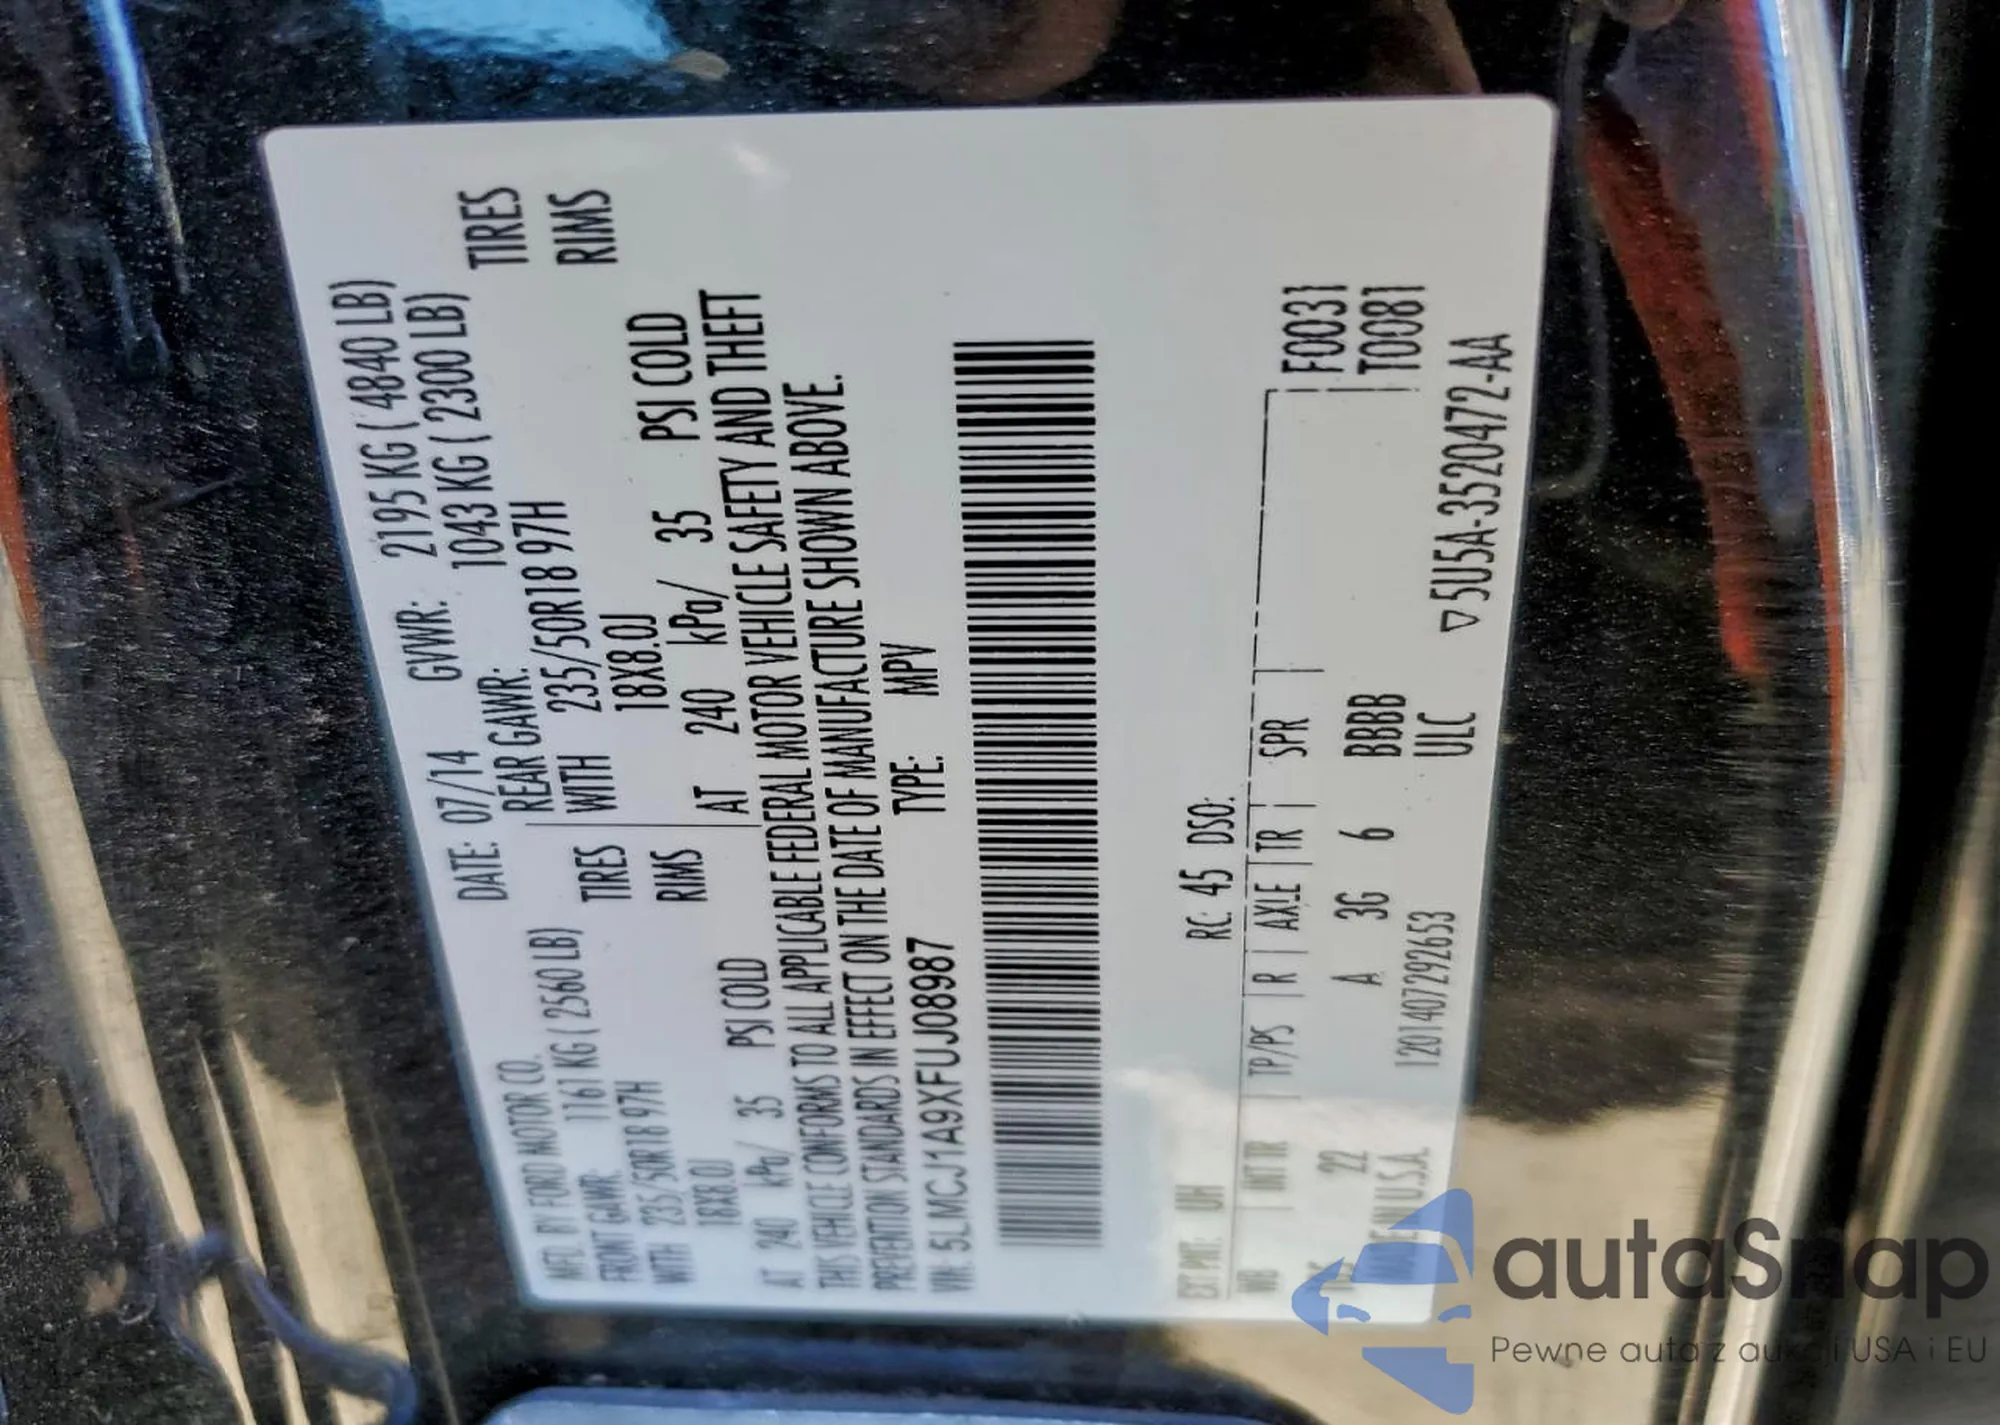 MFD. BY FORD MOTOR CO. DATE: 07/14 GVWR: 2195 KG ( 4840 LB)
FRONT GAWR: 1161 KG ( 2560 LB) REAR GAWR: 1043 KG ( 2300 LB)
WITH 235/50R18 97H TIRES WITH 235/50R18 97H TIRES
18X8.0J RIMS 18X8.0J RIMS
AT 240 kPa/ 35 PSI COLD AT 240 kPa/ 35 PSI COLD
THIS VEHICLE CONFORMS TO ALL APPLICABLE FEDERAL MOTOR VEHICLE SAFETY AND THEFT
PREVENTION STANDARDS IN EFFECT ON THE DATE OF MANUFACTURE SHOWN ABOVE.
VIN: 5LMCJ1A9XFUJ08987 TYPE: MPV
EXT PNT: UH RC: 45 DSO:
WB INT TR TP/PS R AXLE TR SPR F0031
22 A 3G 6 BBBB T0081
MADE IN U.S.A. 1201407292653 ULC ▽5U5A-3520472-AA
autaSnap
Pewne auta z aukcji USA i EU